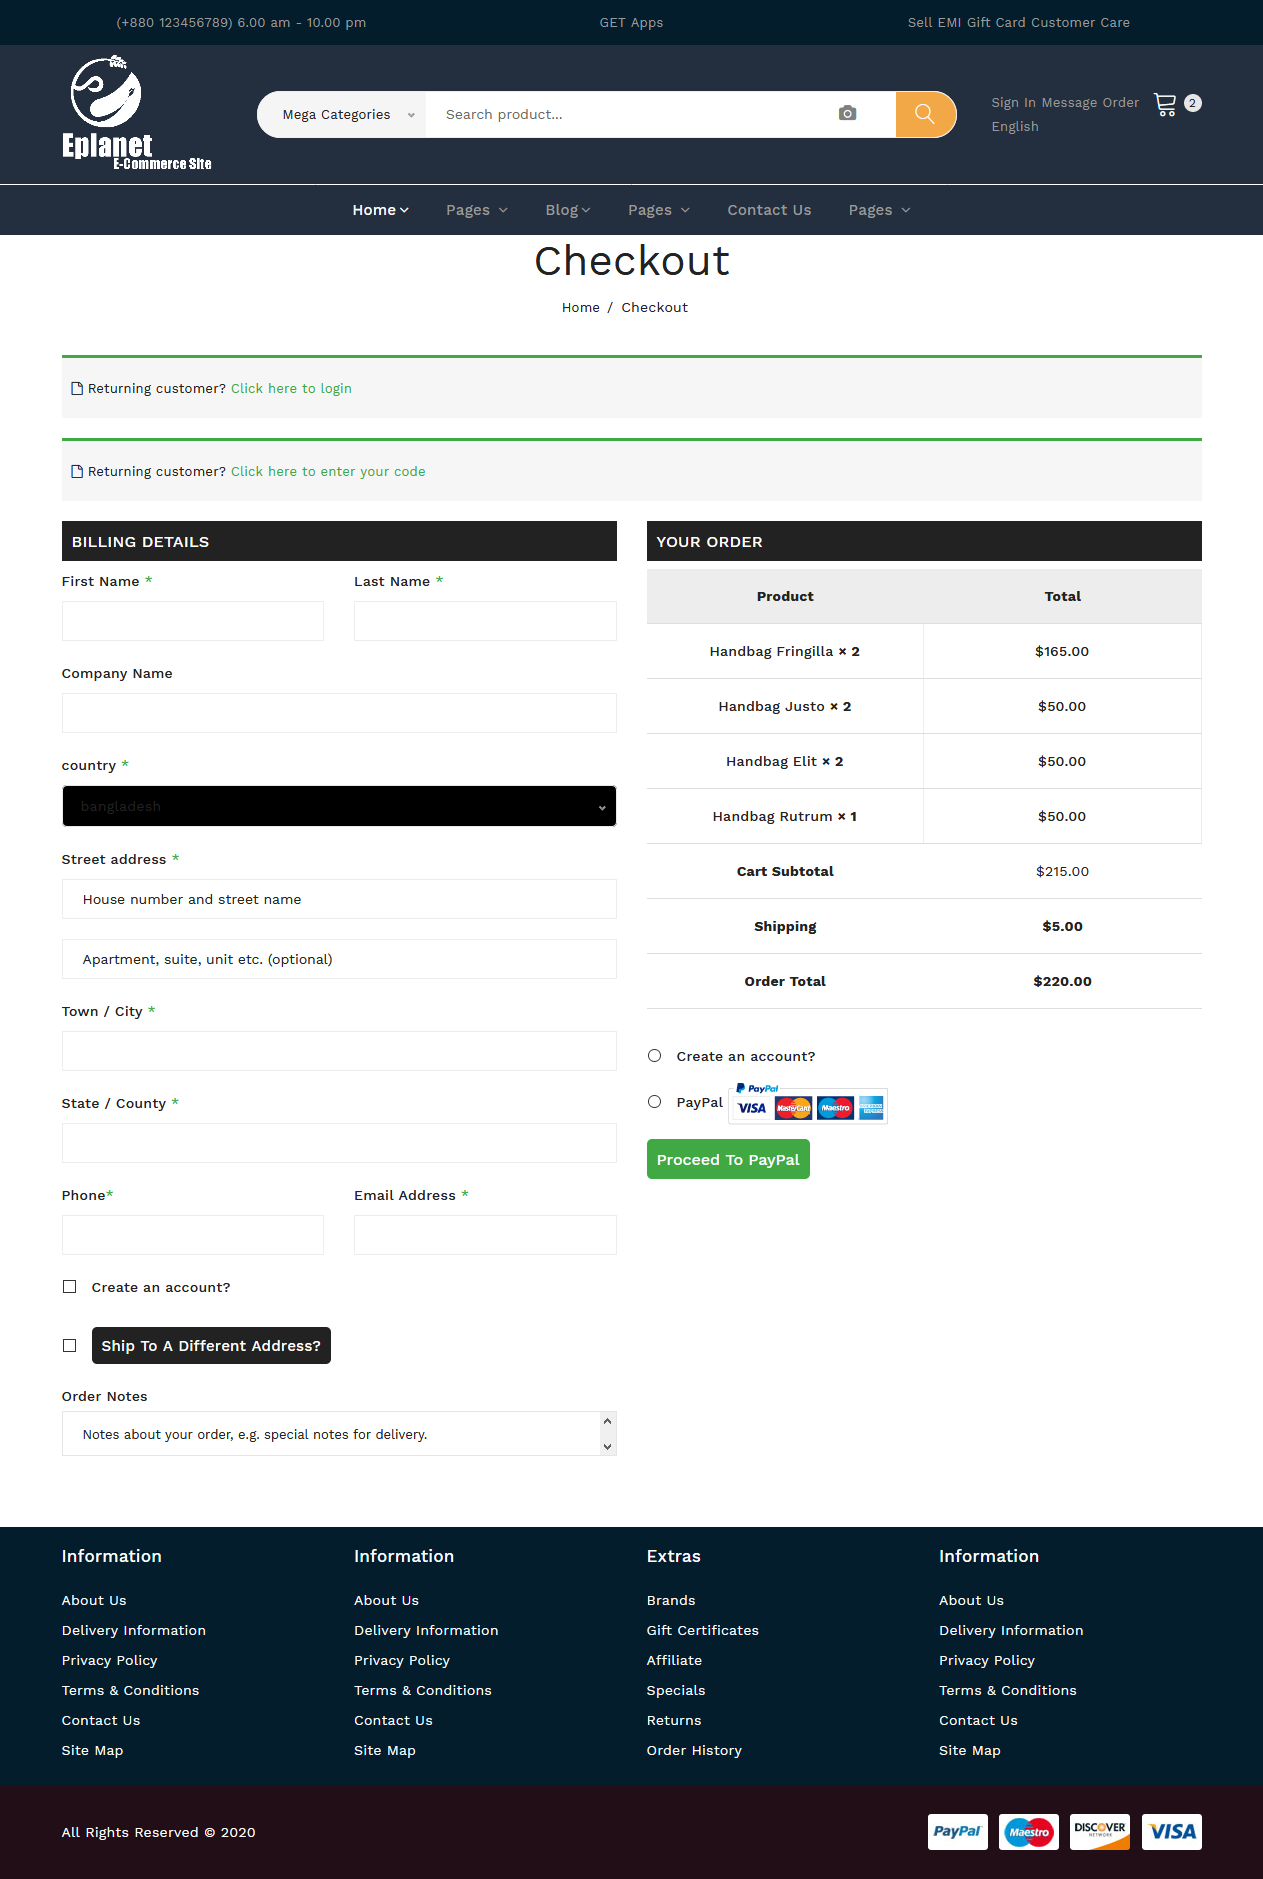 (+880 123456789) 6.00 am - 10.00 pm
GET Apps
Sell EMI Gift Card Customer Care
Eplanet
E-Commerce Site
Mega Categories
Search product...
Sign In Message Order
English
2
Home
Pages
Blog
Pages
Contact Us
Pages
Checkout
Home / Checkout
Returning customer? Click here to login
Returning customer? Click here to enter your code
BILLING DETAILS
First Name *
Last Name *
Company Name
country *
bangladesh
Street address *
House number and street name
Apartment, suite, unit etc. (optional)
Town / City *
State / County *
Phone*
Email Address *
Create an account?
Ship To A Different Address?
Order Notes
Notes about your order, e.g. special notes for delivery.
YOUR ORDER
Product Total
Handbag Fringilla × 2 $165.00
Handbag Justo × 2 $50.00
Handbag Elit × 2 $50.00
Handbag Rutrum × 1 $50.00
Cart Subtotal $215.00
Shipping $5.00
Order Total $220.00
Create an account?
PayPal
PayPal
VISA MasterCard Maestro
Proceed To PayPal
Information
About Us
Delivery Information
Privacy Policy
Terms & Conditions
Contact Us
Site Map
Information
About Us
Delivery Information
Privacy Policy
Terms & Conditions
Contact Us
Site Map
Extras
Brands
Gift Certificates
Affiliate
Specials
Returns
Order History
Information
About Us
Delivery Information
Privacy Policy
Terms & Conditions
Contact Us
Site Map
All Rights Reserved © 2020
PayPal
Maestro
DISCOVER
NETWORK
VISA